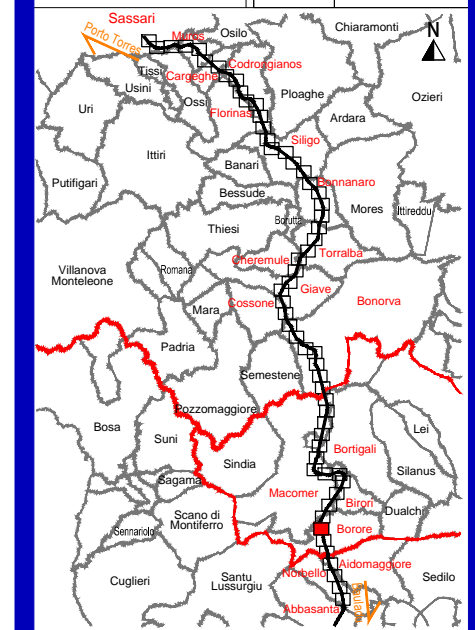 Sassari
Porto Torres
Muros
Osilo
Chiaramonti
N
Tissi
Cargeghe
Codrongianos
Usini
Ossi
Ploaghe
Ozieri
Uri
Florinas
Ardara
Ittiri
Siligo
Banari
Putifigari
Bessude
Bonnanaro
Mores
Ittireddu
Thiesi
Borutta
Torralba
Villanova
Monteleone
Romana
Cheremule
Giave
Bonorva
Mara
Cossone
Padria
Semestene
Pozzomaggiore
Bosa
Suni
Lei
Bortigali
Sindia
Silanus
Sagama
Macomer
Birori
Dualchi
Scano di
Montiferro
Sennariolo
Borore
Aidomaggiore
Cuglieri
Santu
Lussurgiu
Norbello
Sedilo
Abbasanta